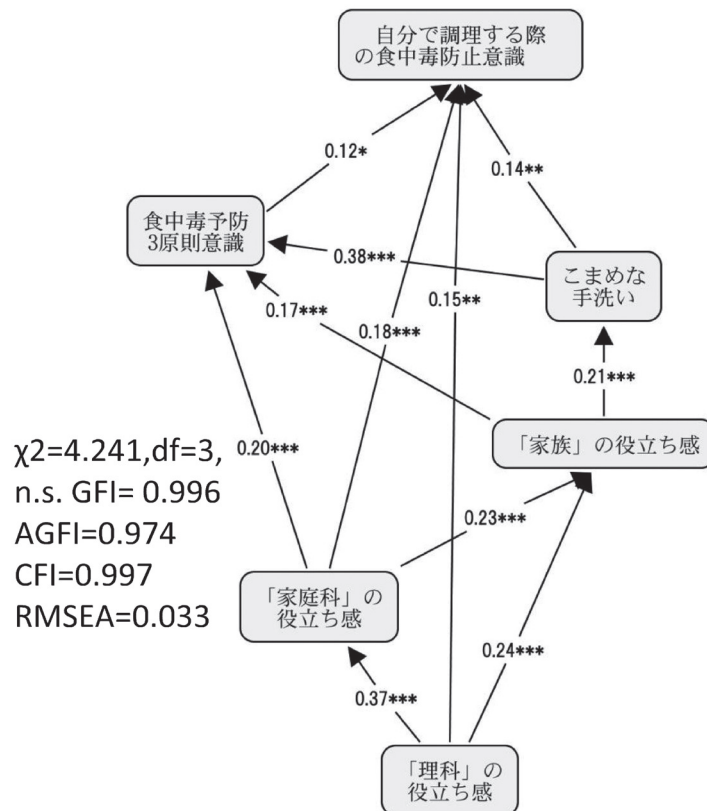 自分で調理する際
の食中毒防止意識
0.12*
0.14**
食中毒予防
3原則意識
0.38***
こまめな
手洗い
0.17***
0.18***
0.15**
0.21***
χ2=4.241,df=3,
n.s. GFI= 0.996
AGFI=0.974
CFI=0.997
RMSEA=0.033
0.20***
「家族」の役立ち感
0.23***
「家庭科」の
役立ち感
0.24***
0.37***
「理科」の
役立ち感